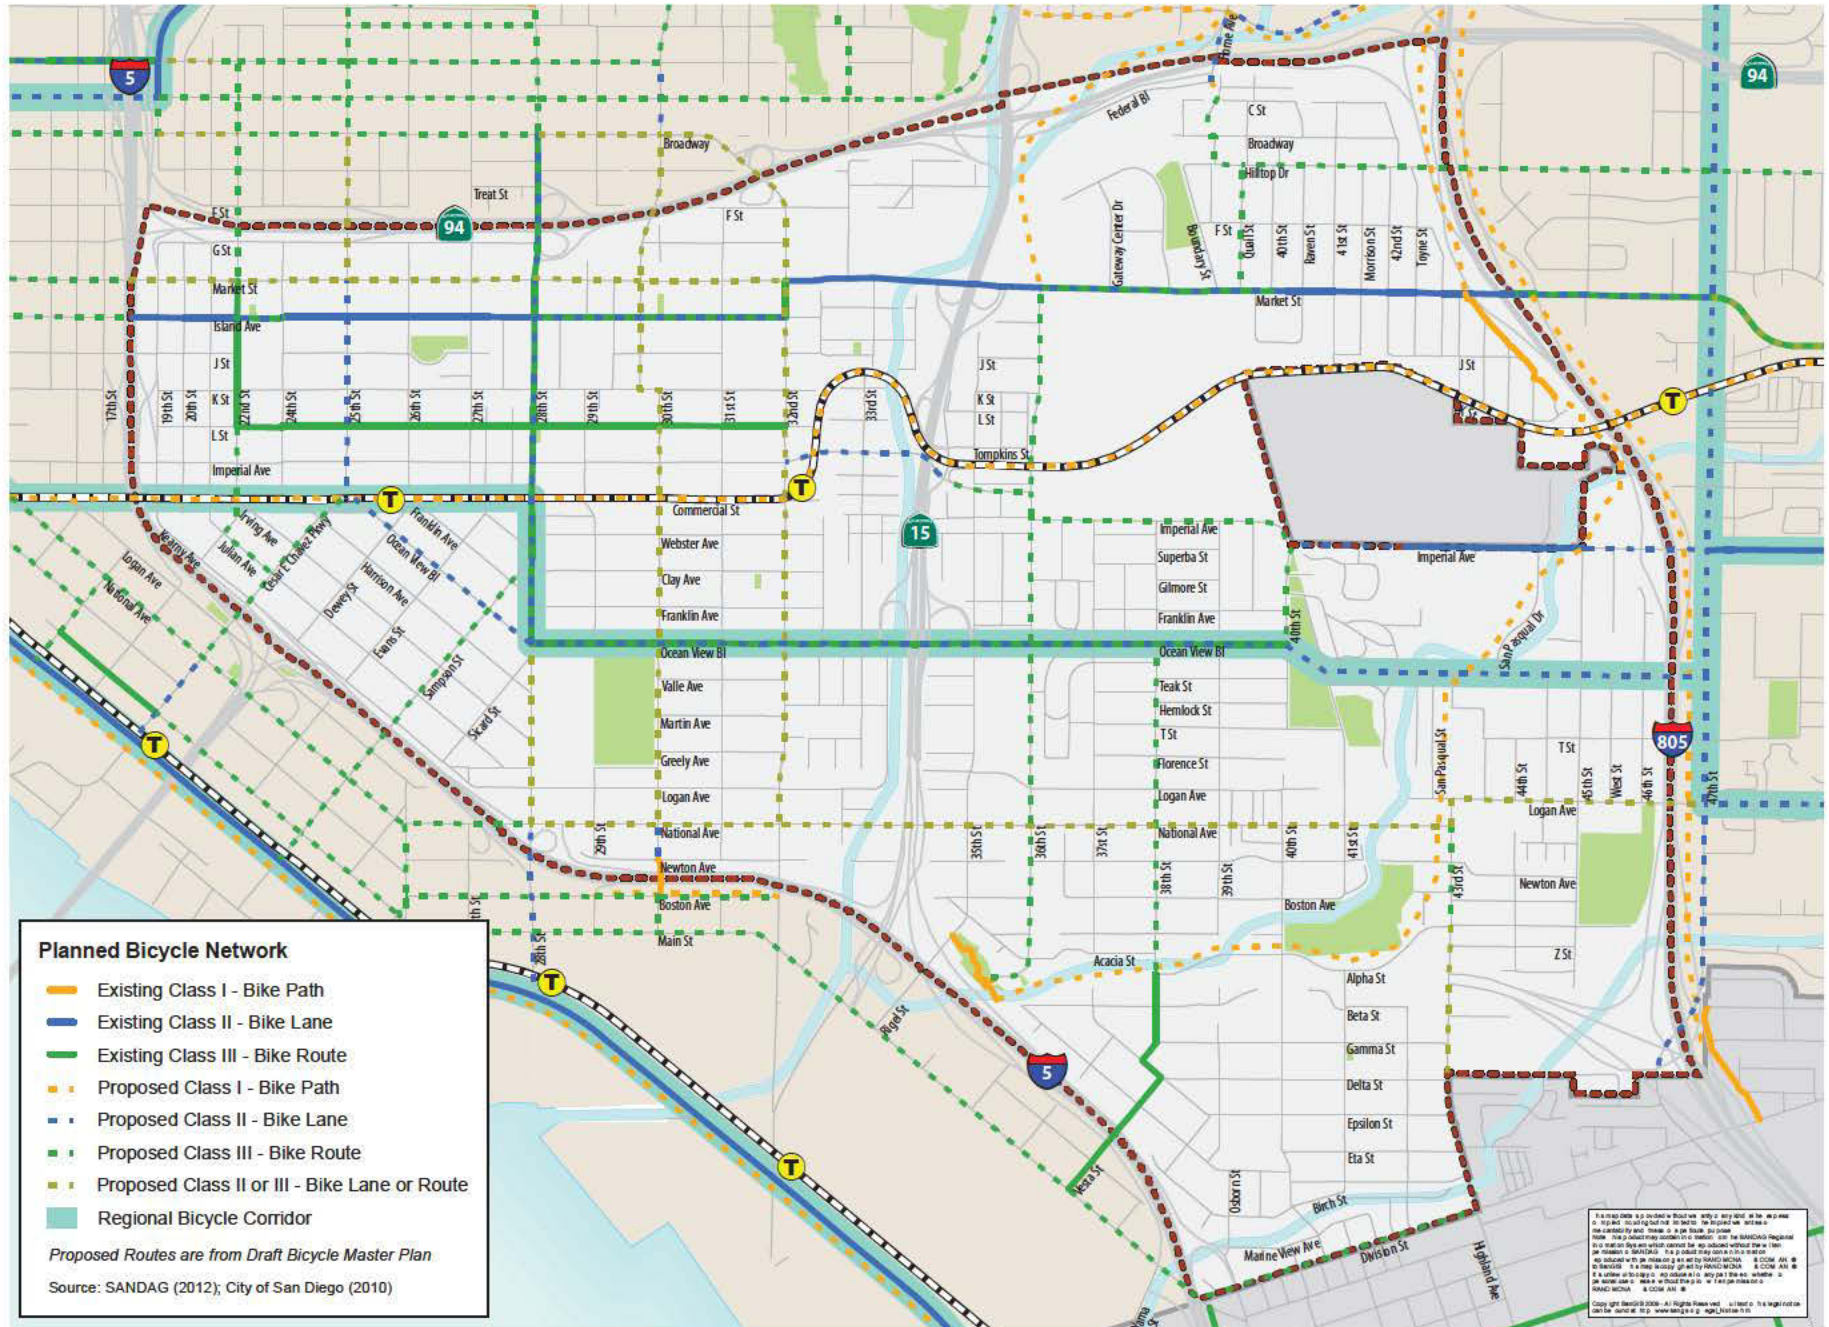 5
94
Home Ave
Federal Bl
C St
Broadway
Broadway
Hilltop Dr
Treat St
F St
94
F St
G St
Gateway Center Dr
Boundary St
F St
Quail St
40th St
Raven St
41st St
Morrison St
42nd St
Toyne St
Market St
Market St
Island Ave
J St
J St
J St
17th St
19th St
20th St
K St
22nd St
24th St
25th St
26th St
27th St
28th St
29th St
30th St
31st St
32nd St
33rd St
K St
K St
L St
L St
T
Imperial Ave
Tompkins St
T
T
Commercial St
15
Irving Ave
Julian Ave
Kearny Ave
Cesar E Chavez Pkwy
Franklin Ave
Ocean View Bl
Harrison Ave
Dewey St
Evans St
Sampson St
Sicard St
Logan Ave
National Ave
Webster Ave
Clay Ave
Franklin Ave
Ocean View Bl
Imperial Ave
Superba St
Gilmore St
Franklin Ave
40th St
Ocean View Bl
Imperial Ave
San Pasqual Dr
Valle Ave
Martin Ave
Greely Ave
Logan Ave
National Ave
Newton Ave
Boston Ave
Main St
Teak St
Hemlock St
T St
Florence St
Logan Ave
National Ave
San Pasqual St
T St
44th St
45th St
West St
46th St
805
47th St
Logan Ave
T
29th St
35th St
36th St
37st St
38th St
39th St
40th St
41st St
43rd St
Newton Ave
Boston Ave
th St
28th St
T
Acacia St
Z St
Alpha St
Beta St
Gamma St
Delta St
Epsilon St
Eta St
Rigel St
5
T
Vesta St
Osborn St
Birch St
Marine View Ave
Division St
Highland Ave
Planned Bicycle Network
Existing Class I - Bike Path
Existing Class II - Bike Lane
Existing Class III - Bike Route
Proposed Class I - Bike Path
Proposed Class II - Bike Lane
Proposed Class III - Bike Route
Proposed Class II or III - Bike Lane or Route
Regional Bicycle Corridor
Proposed Routes are from Draft Bicycle Master Plan
Source: SANDAG (2012); City of San Diego (2010)